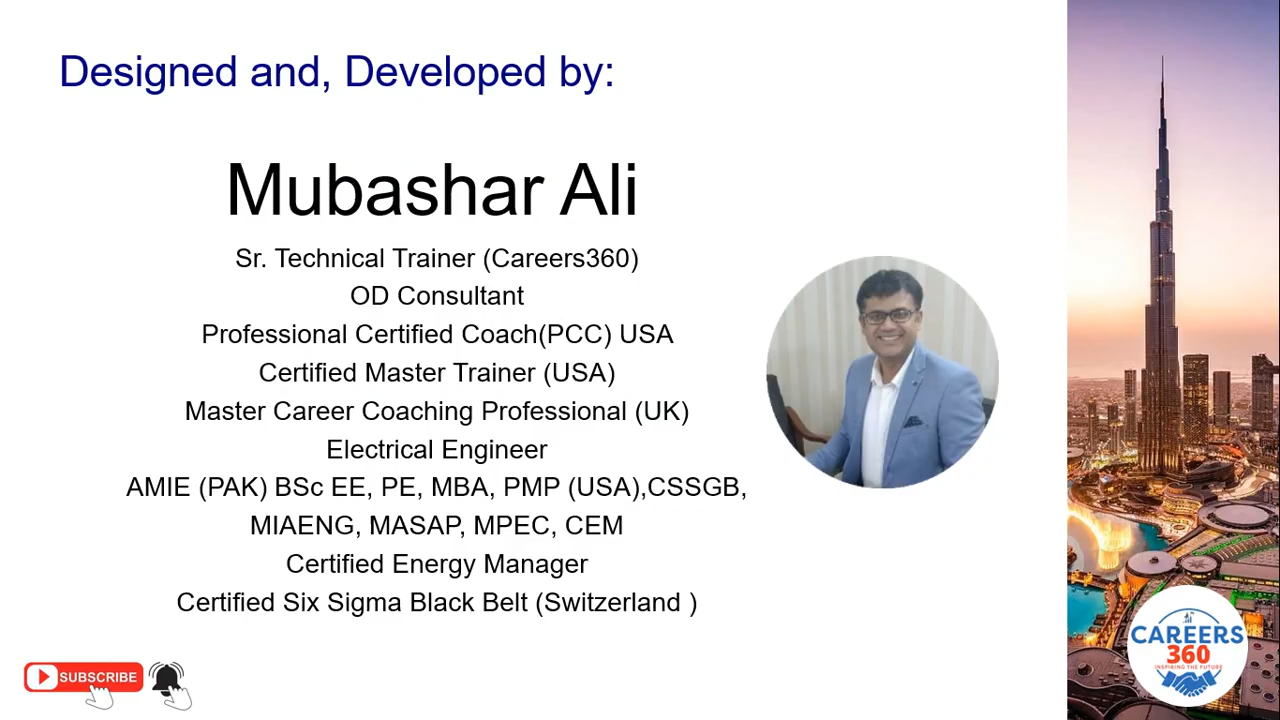 Designed and, Developed by:
Mubashar Ali
Sr. Technical Trainer (Careers360)
OD Consultant
Professional Certified Coach(PCC) USA
Certified Master Trainer (USA)
Master Career Coaching Professional (UK)
Electrical Engineer
AMIE (PAK) BSc EE, PE, MBA, PMP (USA),CSSGB,
MIAENG, MASAP, MPEC, CEM
Certified Energy Manager
Certified Six Sigma Black Belt (Switzerland )
SUBSCRIBE
CAREERS
360
INSPIRING THE FUTURE